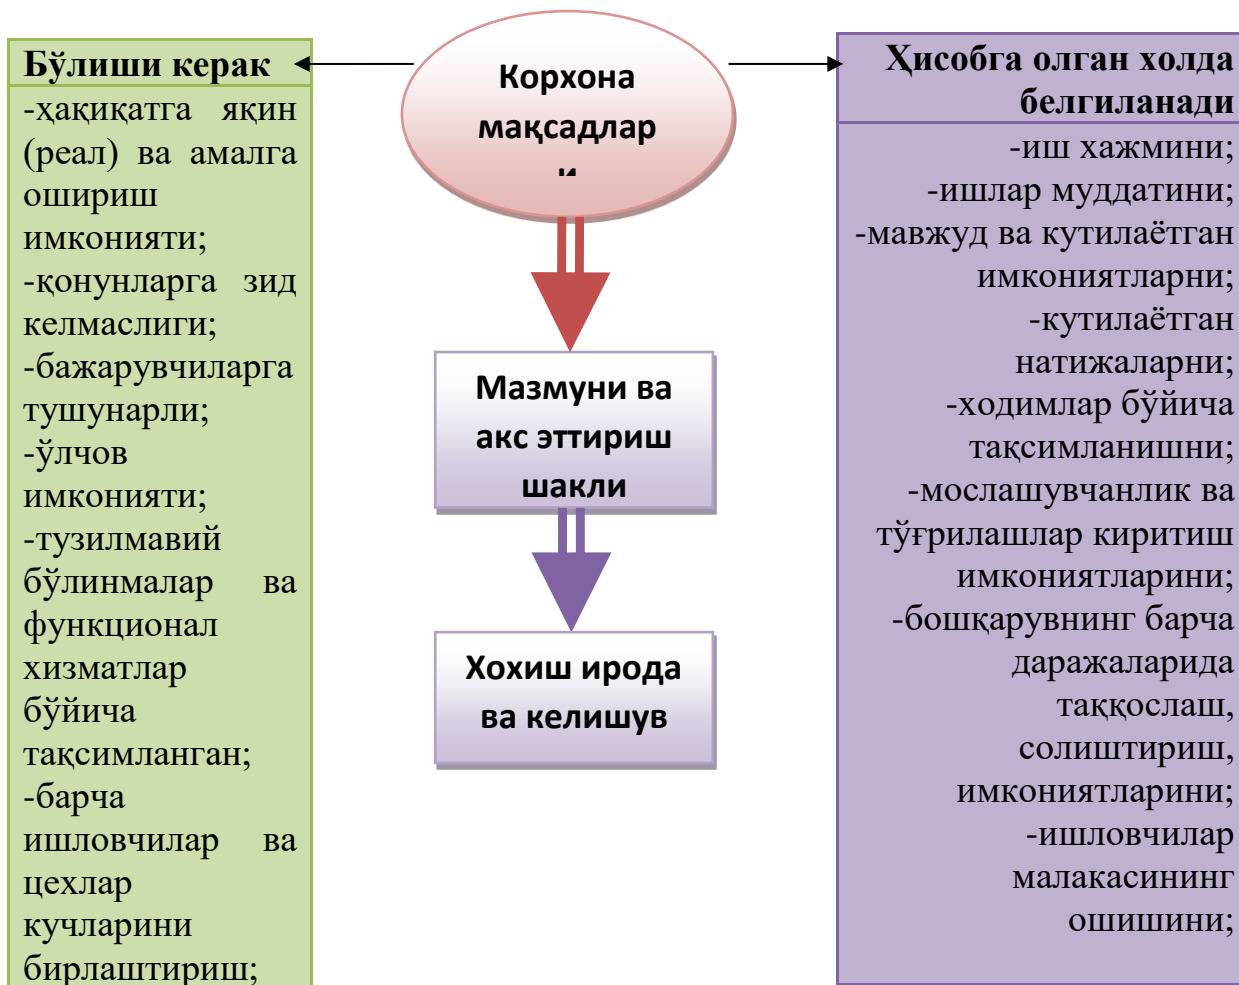 Бўлиши керак
-ҳақиқатга яқин
(реал) ва амалга
ошириш
имконияти;
-қонунларга зид
келмаслиги;
-бажарувчиларга
тушунарли;
-ўлчов
имконияти;
-тузилмавий
бўлинмалар ва
функционал
хизматлар
бўйича
тақсимланган;
-барча
ишловчилар ва
цехлар
кучларини
бирлаштириш;
Корхона
мақсадлар
и
Мазмуни ва
акс эттириш
шакли
Хохиш ирода
ва келишув
Ҳисобга олган холда
белгиланади
-иш хажмини;
-ишлар муддатини;
-мавжуд ва кутилаётган
имкониятларни;
-кутилаётган
натижаларни;
-ходимлар бўйича
тақсимланишни;
-мослашувчанлик ва
тўғрилашлар киритиш
имкониятларини;
-бошқарувнинг барча
даражаларида
таққослаш,
солиштириш,
имкониятларини;
-ишловчилар
малакасининг
ошишини;